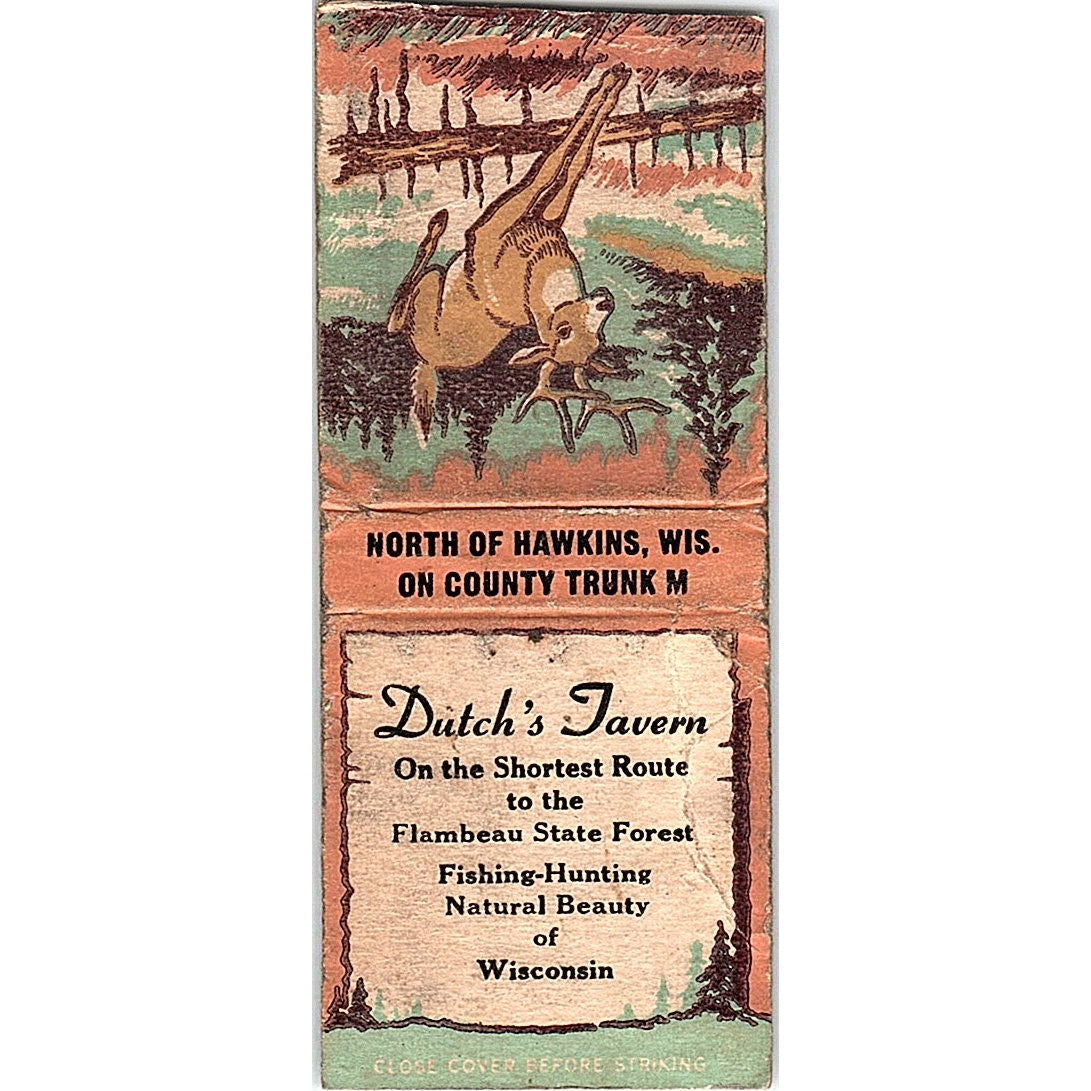 NORTH OF HAWKINS, WIS.
ON COUNTY TRUNK M
Dutch's Tavern
On the Shortest Route
to the
Flambeau State Forest
Fishing-Hunting
Natural Beauty
of
Wisconsin
CLOSE COVER BEFORE STRIKING